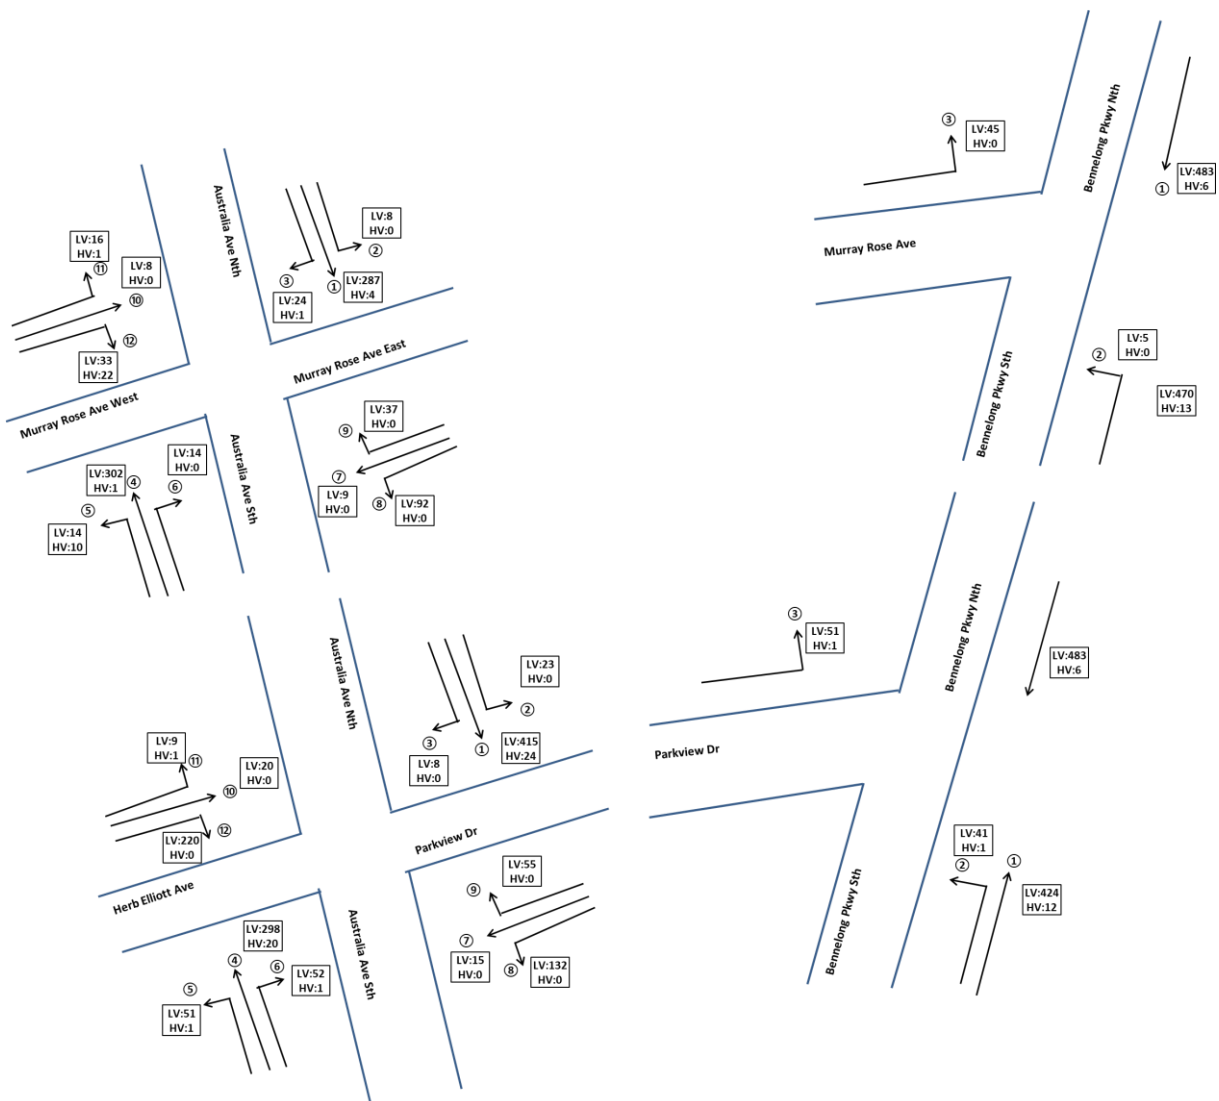 Australia Ave Nth
LV:16
HV:1
⑪
LV:8
HV:0
⑩
⑫
LV:33
HV:22
LV:8
HV:0
②
③
①
LV:24
HV:1
LV:287
HV:4
Murray Rose Ave East
Murray Rose Ave West
Australia Ave Sth
LV:14
HV:0
LV:302
HV:1
④
⑥
⑤
LV:14
HV:10
LV:37
HV:0
⑨
⑦
LV:9
HV:0
⑧
LV:92
HV:0
Australia Ave Nth
LV:23
HV:0
②
③
①
LV:8
HV:0
LV:415
HV:24
LV:9
HV:1
⑪
LV:20
HV:0
⑩
⑫
LV:220
HV:0
Parkview Dr
Herb Elliott Ave
Australia Ave Sth
LV:55
HV:0
⑨
⑦
LV:15
HV:0
⑧
LV:132
HV:0
LV:298
HV:20
④
⑥
LV:52
HV:1
⑤
LV:51
HV:1
Bennelong Pkwy Nth
③
LV:45
HV:0
LV:483
HV:6
①
Murray Rose Ave
Bennelong Pkwy Sth
LV:5
HV:0
②
LV:470
HV:13
Bennelong Pkwy Nth
③
LV:51
HV:1
LV:483
HV:6
Parkview Dr
Bennelong Pkwy Sth
LV:41
HV:1
②
①
LV:424
HV:12